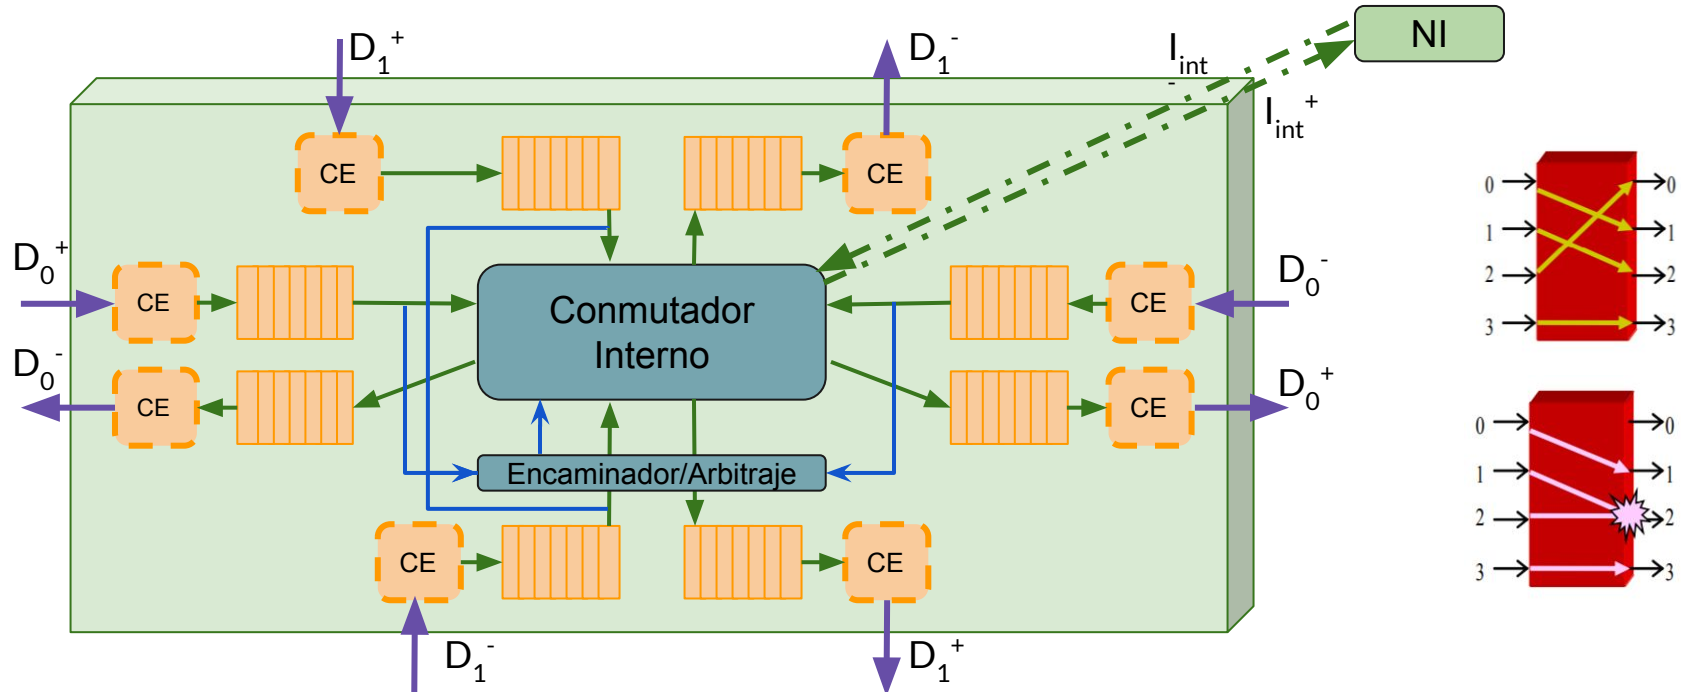 D1+
D1-
Iint-
NI
Iint+
CE
CE
D0+
CE
Conmutador
Interno
CE
D0-
D0-
CE
CE
D0+
Encaminador/Arbitraje
CE
CE
D1-
D1+
0
0
1
1
2
2
3
3
0
0
1
1
2
2
3
3